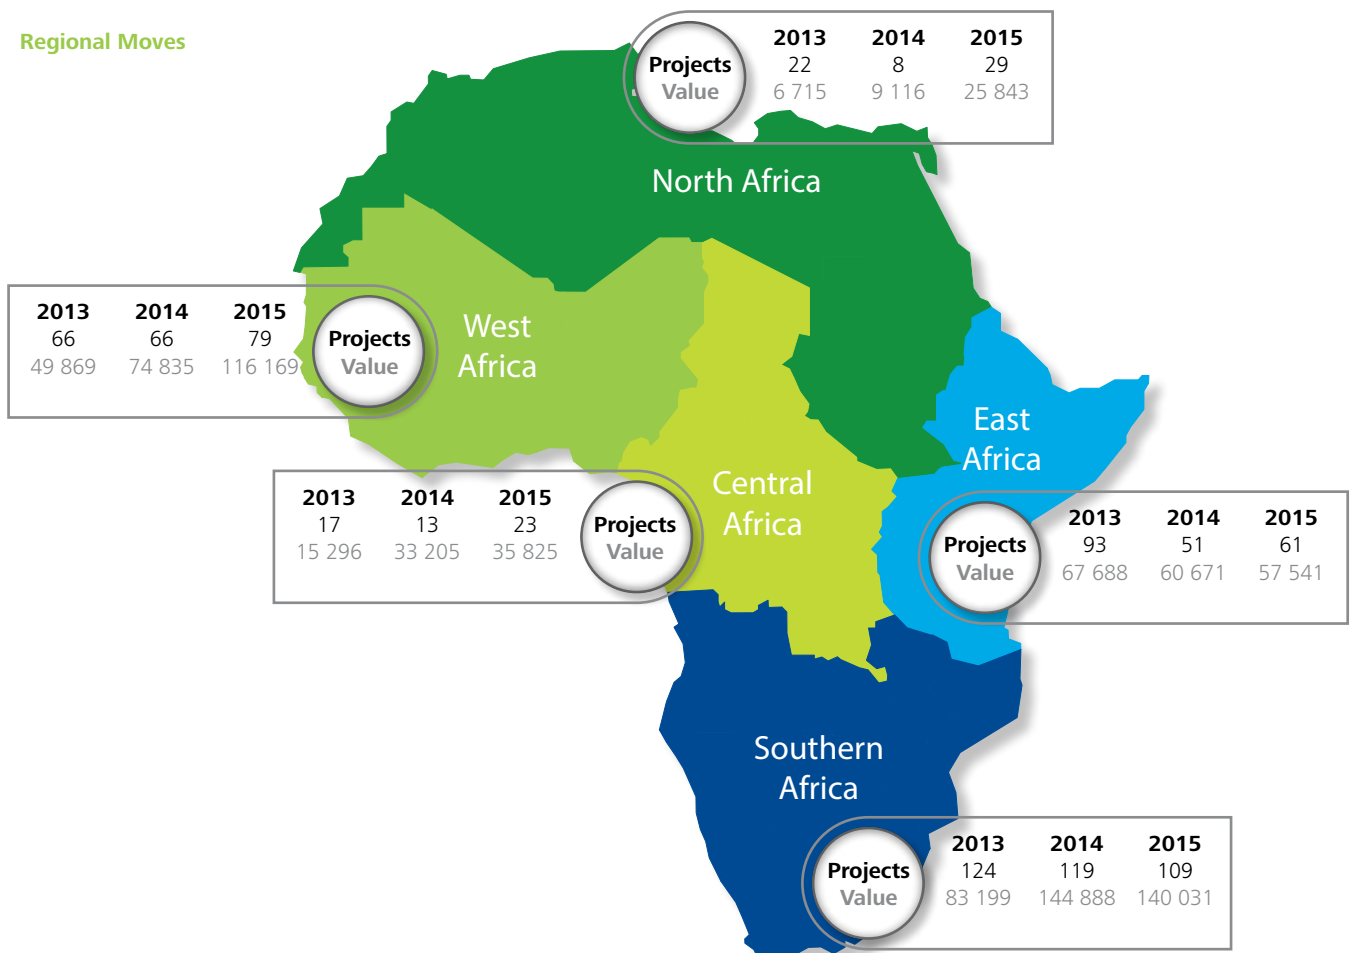 Regional Moves
Projects
Value
2013 2014 2015
22 8 29
6 715 9 116 25 843
North Africa
2013 2014 2015
66 66 79
49 869 74 835 116 169
Projects
Value
West
Africa
East
Africa
Central
Africa
2013 2014 2015
17 13 23
15 296 33 205 35 825
Projects
Value
Projects
Value
2013 2014 2015
93 51 61
67 688 60 671 57 541
Southern
Africa
Projects
Value
2013 2014 2015
124 119 109
83 199 144 888 140 031